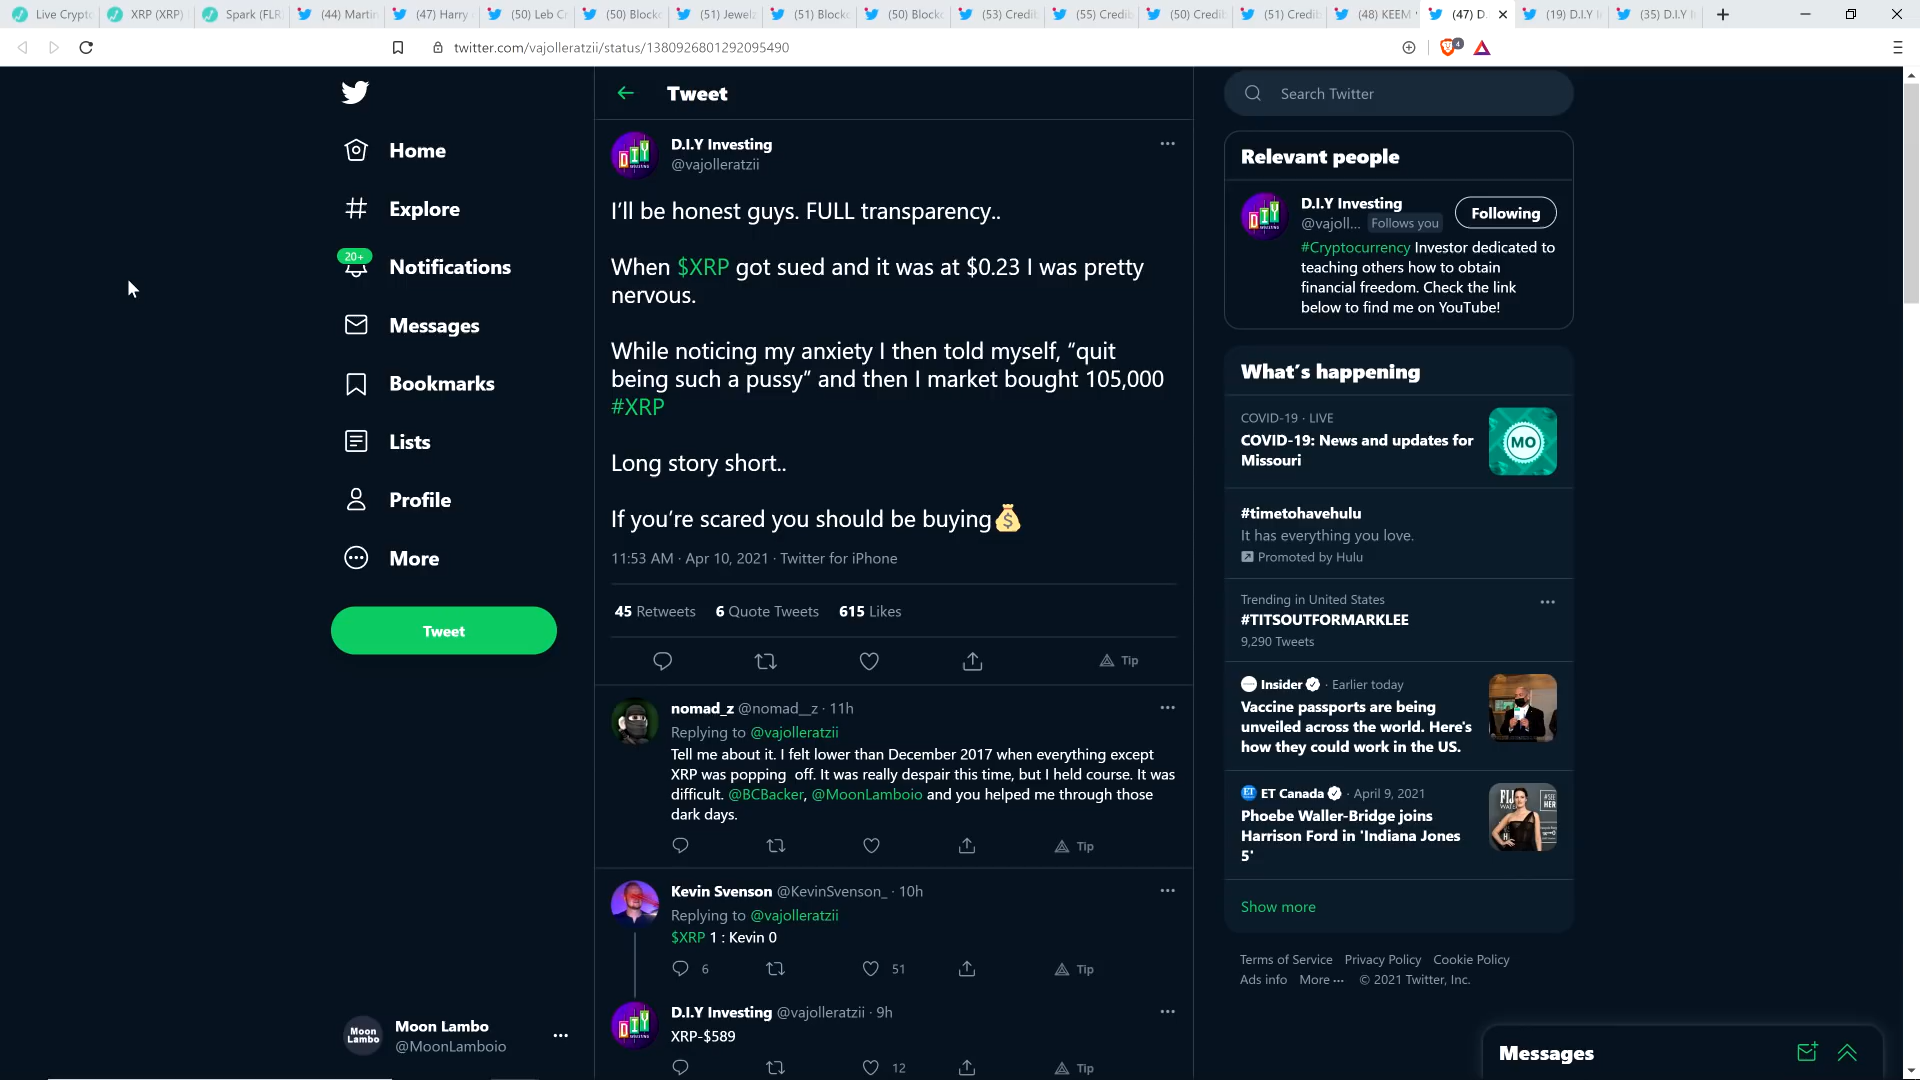 Live Crypto
XRP (XRP)
Spark (FLR
(44) Martin
(47) Harry
(50) Leb Cr
(50) Blocko
(51) Jewel
(51) Blocko
(50) Blocko
(53) Credib
(55) Credib
(50) Credib
(51) Credib
(48) KEEM
(47) D.
(19) D.I.Y I
(35) D.I.Y I
twitter.com/vajolleratzii/status/1380926801292095490
4
Home
Explore
20+
Notifications
Messages
Bookmarks
Lists
Profile
More
Tweet
Moon Lambo
Moon Lambo
@MoonLamboio
Tweet
DIY
D.I.Y Investing
@vajolleratzii
I'll be honest guys. FULL transparency..
When $XRP got sued and it was at $0.23 I was pretty
nervous.
While noticing my anxiety I then told myself, “quit
being such a pussy” and then I market bought 105,000
#XRP
Long story short..
If you're scared you should be buying💰
11:53 AM · Apr 10, 2021 · Twitter for iPhone
45 Retweets 6 Quote Tweets 615 Likes
Tip
nomad_z @nomad__z · 11h
Replying to @vajolleratzii
Tell me about it. I felt lower than December 2017 when everything except
XRP was popping off. It was really despair this time, but I held course. It was
difficult. @BCBacker, @MoonLamboio and you helped me through those
dark days.
Tip
Kevin Svenson @KevinSvenson_ · 10h
Replying to @vajolleratzii
$XRP 1 : Kevin 0
6 51 Tip
DIY
D.I.Y Investing @vajolleratzii · 9h
XRP-$589
12 Tip
Search Twitter
Relevant people
DIY
D.I.Y Investing
@vajoll... Follows you
Following
#Cryptocurrency Investor dedicated to
teaching others how to obtain
financial freedom. Check the link
below to find me on YouTube!
What's happening
COVID-19 · LIVE
COVID-19: News and updates for
Missouri
MO
#timetohavehulu
It has everything you love.
Promoted by Hulu
Trending in United States
#TITSOUTFORMARKLEE
9,290 Tweets
Insider · Earlier today
Vaccine passports are being
unveiled across the world. Here's
how they could work in the US.
ET ET Canada · April 9, 2021
Phoebe Waller-Bridge joins
Harrison Ford in 'Indiana Jones
5'
Show more
Terms of Service Privacy Policy Cookie Policy
Ads info More ··· © 2021 Twitter, Inc.
Messages